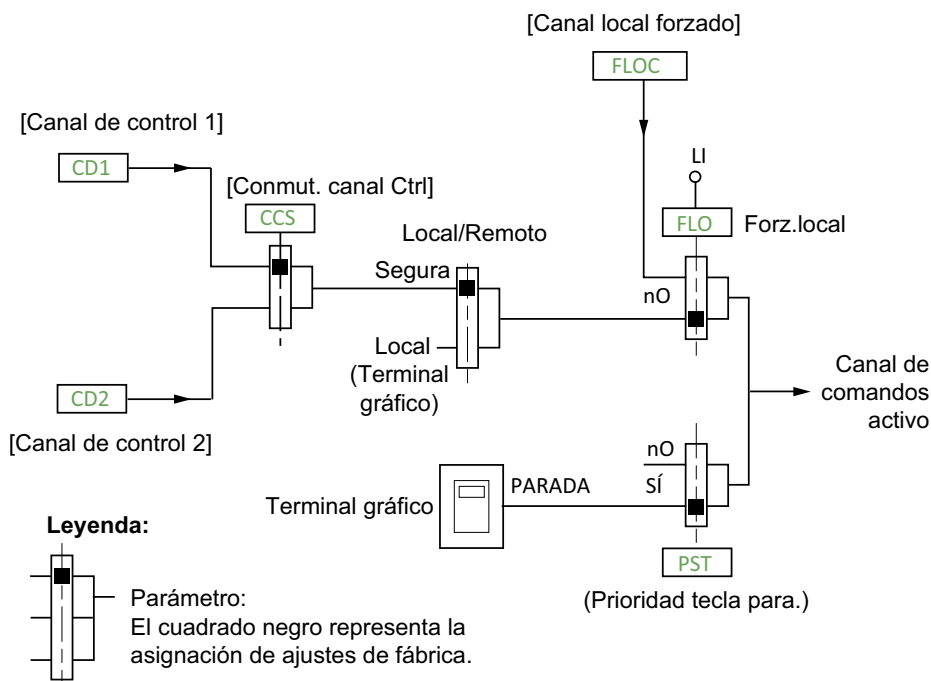 [Canal local forzado]
FLOC
[Canal de control 1]
CD1
[Conmut. canal Ctrl]
CCS
LI
FLO Forz.local
Local/Remoto
Segura
nO
Local
(Terminal
gráfico)
Canal de
comandos
activo
CD2
[Canal de control 2]
nO
SÍ
Terminal gráfico
PARADA
PST
(Prioridad tecla para.)
Leyenda:
Parámetro:
El cuadrado negro representa la
asignación de ajustes de fábrica.